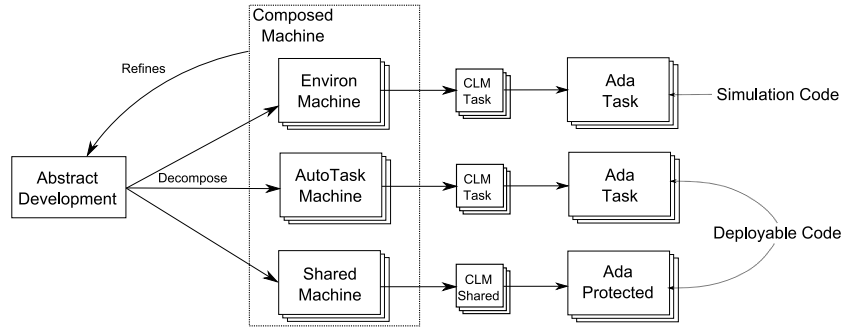 Composed
Machine
Refines
Environ
Machine
CLM
Task
Ada
Task
Simulation Code
Abstract
Development
Decompose
AutoTask
Machine
CLM
Task
Ada
Task
Deployable Code
Shared
Machine
CLM
Shared
Ada
Protected